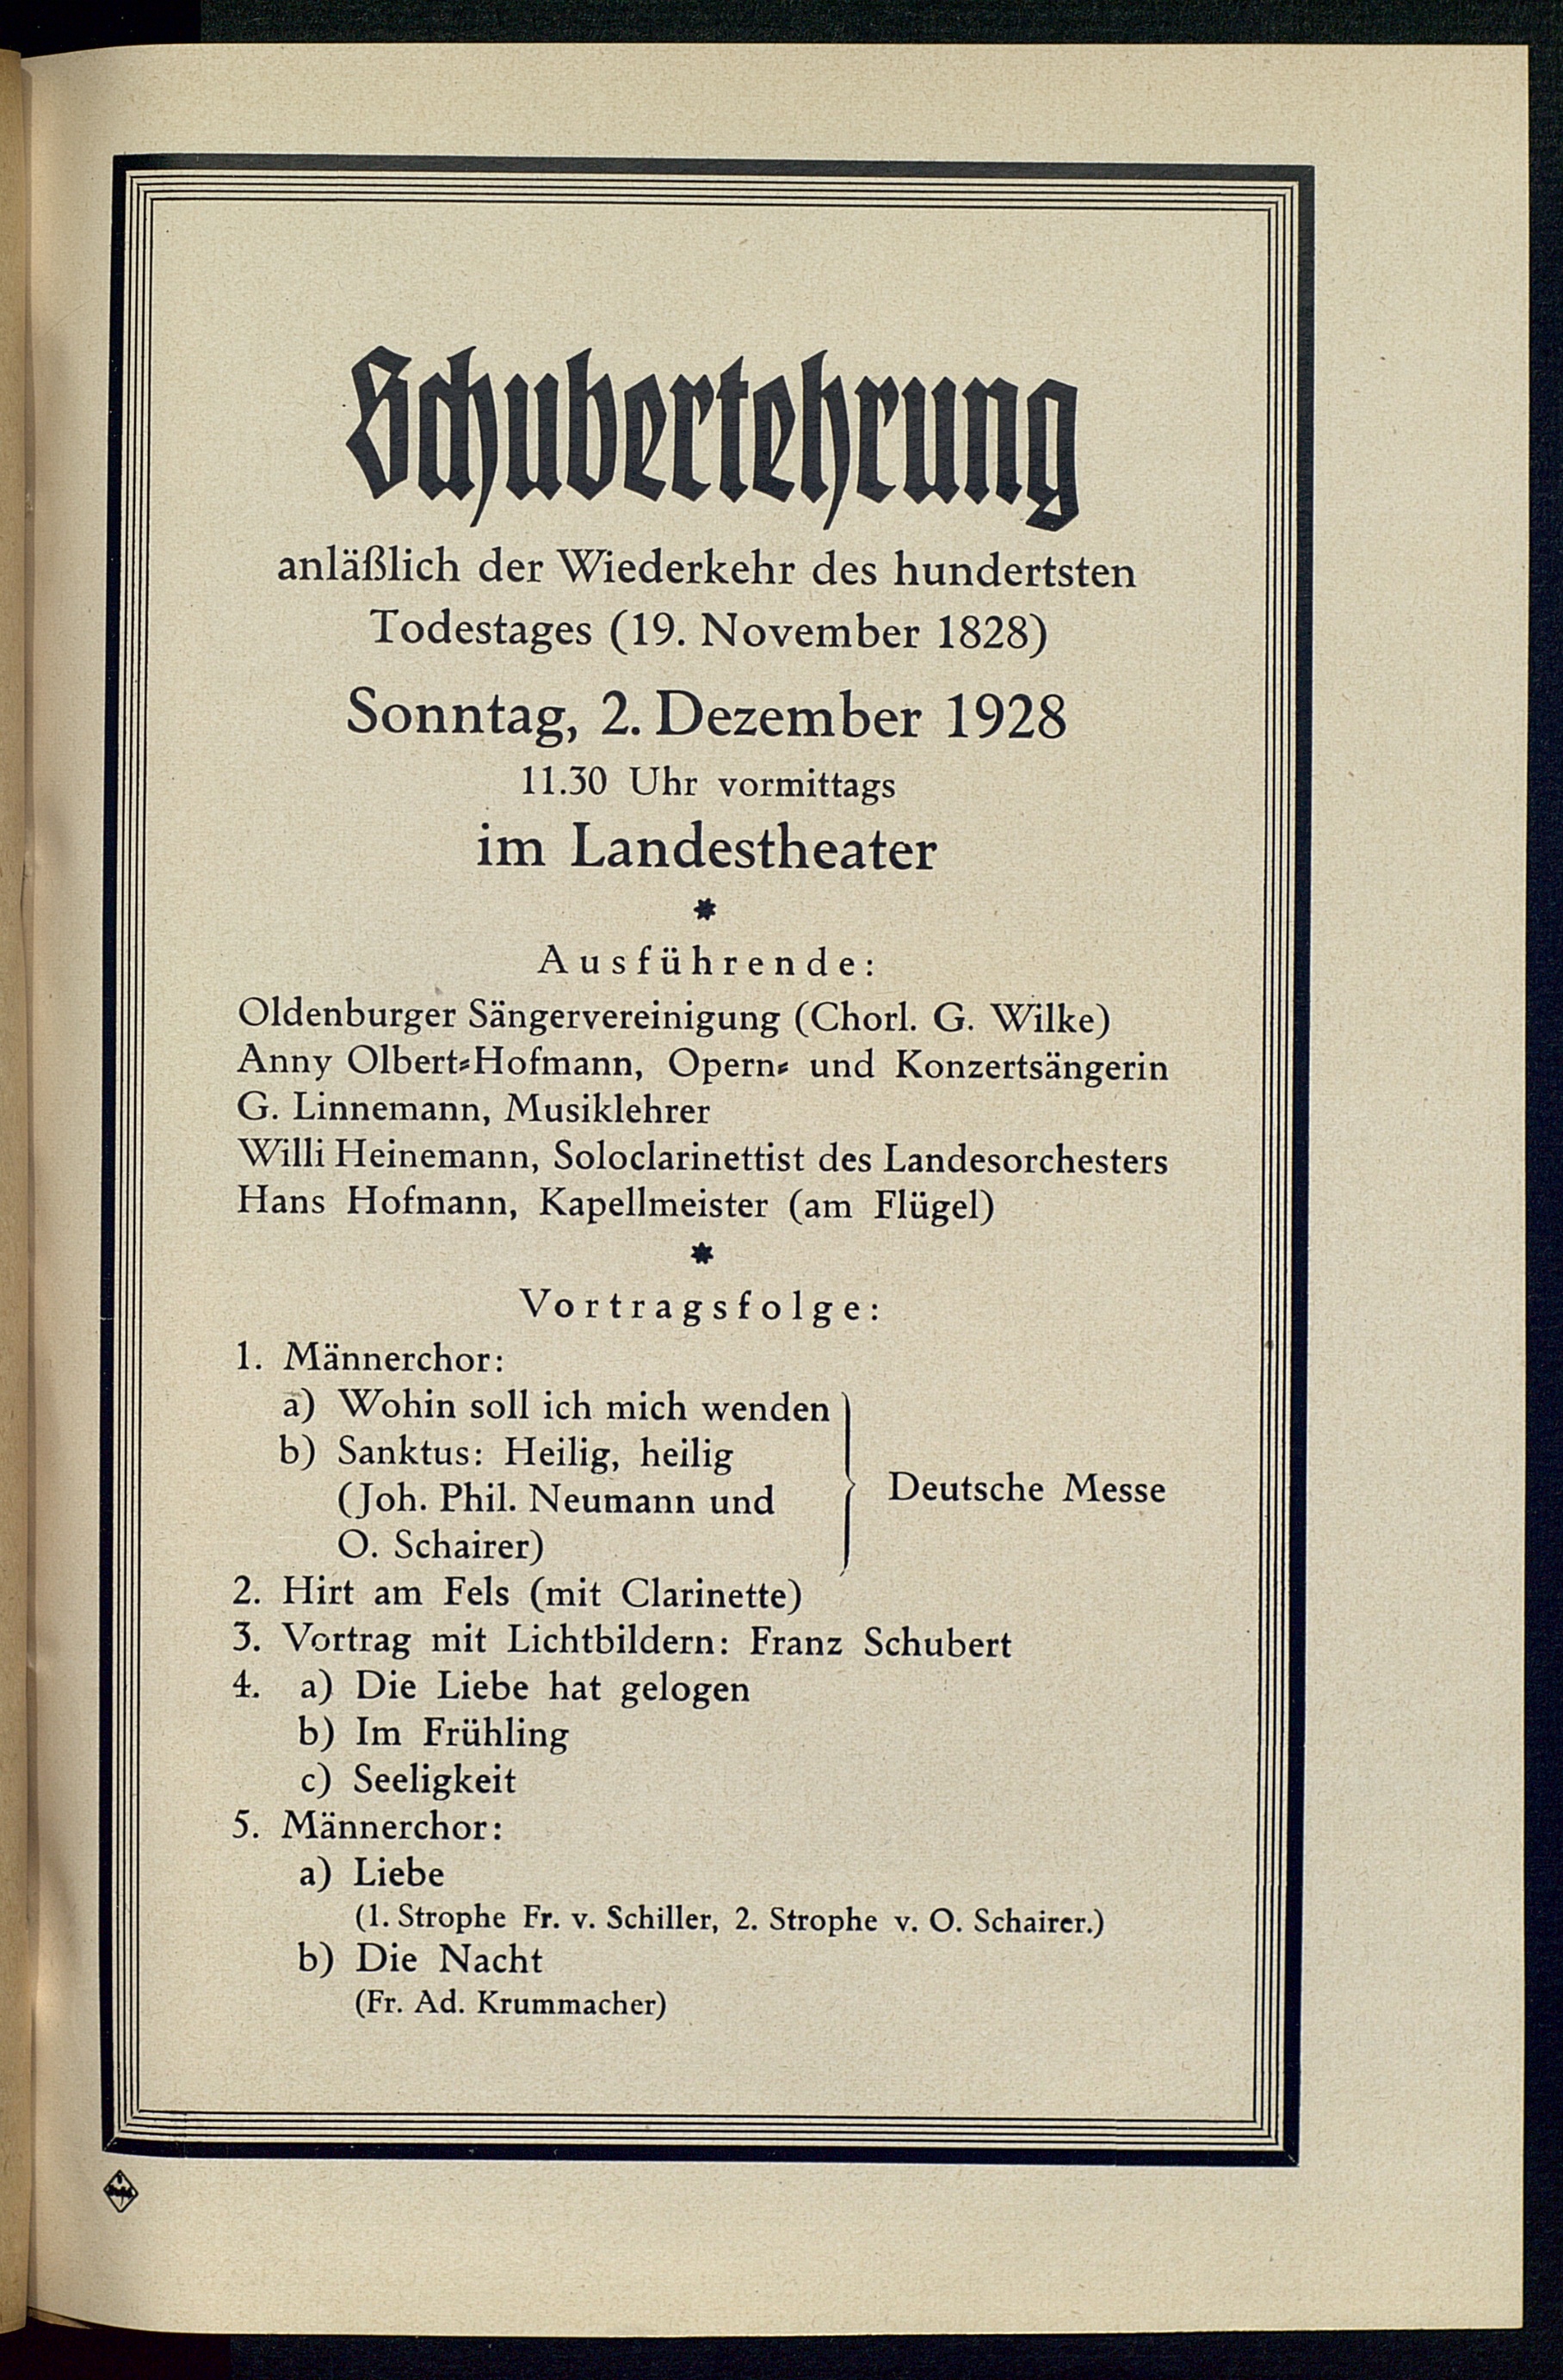 Schubertehrung
anläßlich der Wiederkehr des hundertsten
Todestages (19. November 1828)
Sonntag, 2. Dezember 1928
11.30 Uhr vormittags
im Landestheater
*
Ausführende:
Oldenburger Sängervereinigung (Chorl. G. Wilke)
Anny Olbert-Hofmann, Opern- und Konzertsängerin
G. Linnemann, Musiklehrer
Willi Heinemann, Soloclarinettist des Landesorchesters
Hans Hofmann, Kapellmeister (am Flügel)
*
Vortragsfolge:
1. Männerchor:
a) Wohin soll ich mich wenden
b) Sanktus: Heilig, heilig
(Joh. Phil. Neumann und
O. Schairer)
Deutsche Messe
2. Hirt am Fels (mit Clarinette)
3. Vortrag mit Lichtbildern: Franz Schubert
4. a) Die Liebe hat gelogen
b) Im Frühling
c) Seeligkeit
5. Männerchor:
a) Liebe
(1. Strophe Fr. v. Schiller, 2. Strophe v. O. Schairer.)
b) Die Nacht
(Fr. Ad. Krummacher)